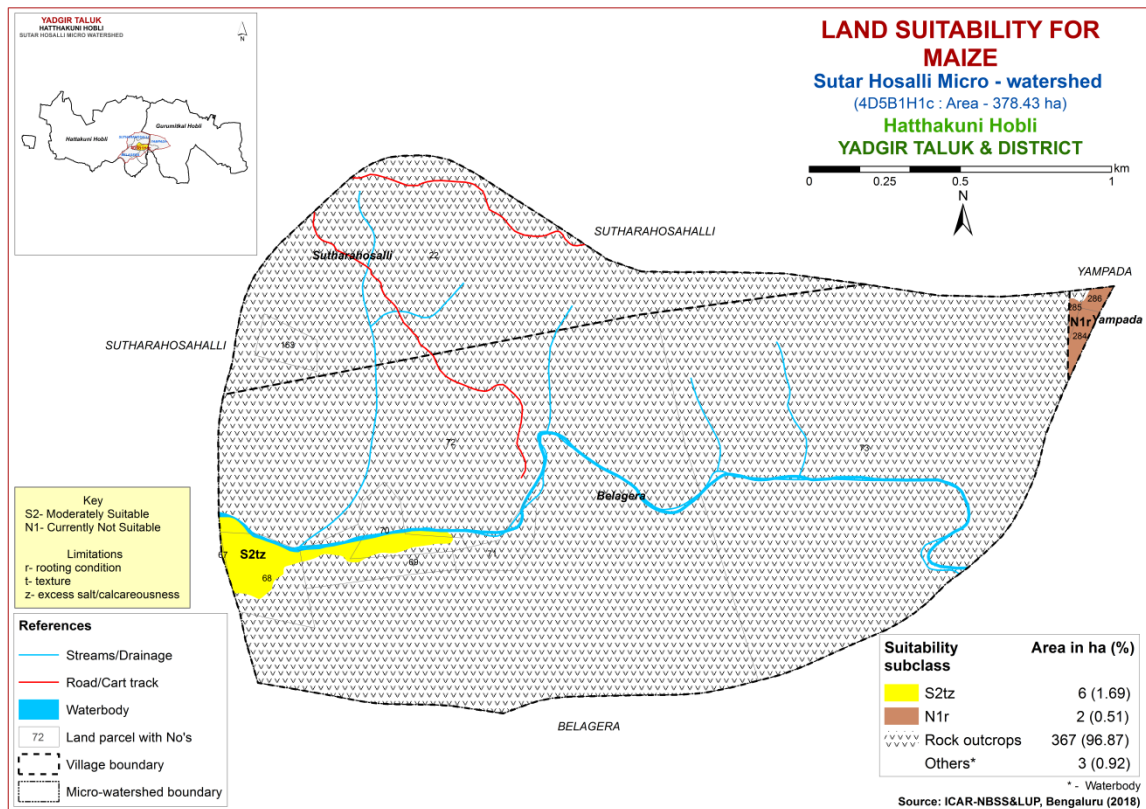 YADGIR TALUK
HATTHAKUNI HOBLI
SUTAR HOSALLI MICRO WATERSHED
N
Hattakuni Hobli
Gurumitkal Hobli
LAND SUITABILITY FOR
MAIZE
Sutar Hosalli Micro - watershed
(4D5B1H1c : Area - 378.43 ha)
Hatthakuni Hobli
YADGIR TALUK & DISTRICT
km
0 0.25 0.5 1
N
SUTHARAHOSAHALLI
Sutharahosalli
22
YAMPADA
286
285
N1r
Yampada
284
SUTHARAHOSAHALLI
163
72
73
Belagera
70
67
S2tz
71
69
68
BELAGERA
Key
S2- Moderately Suitable
N1- Currently Not Suitable
Limitations
r- rooting condition
t- texture
z- excess salt/calcareousness
References
Streams/Drainage
Road/Cart track
Waterbody
72 Land parcel with No's
Village boundary
Micro-watershed boundary
Suitability Area in ha (%)
subclass
S2tz 6 (1.69)
N1r 2 (0.51)
Rock outcrops 367 (96.87)
Others* 3 (0.92)
* - Waterbody
Source: ICAR-NBSS&LUP, Bengaluru (2018)